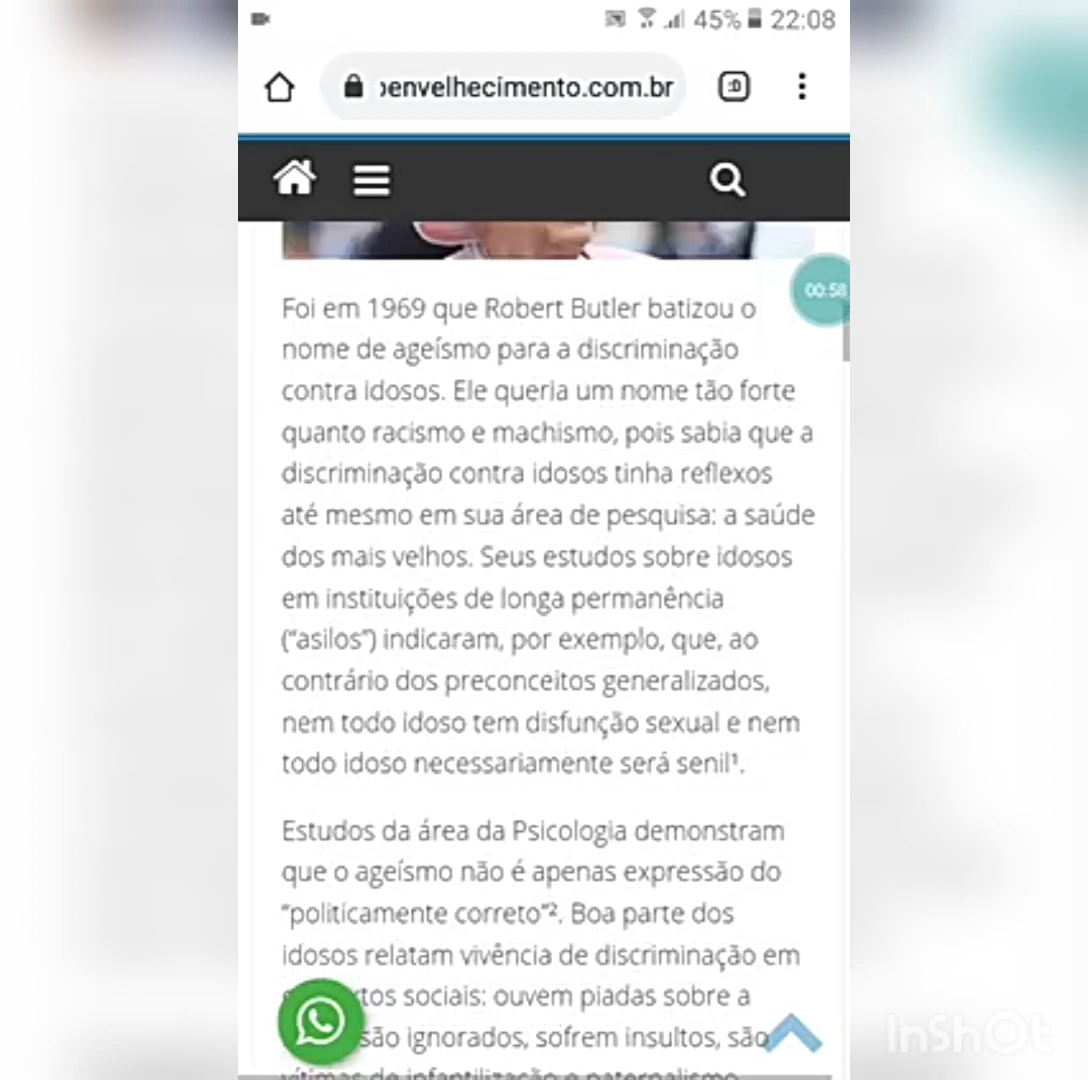 45% 22:08
penvelhecimento.com.br
:D
00:58
Foi em 1969 que Robert Butler batizou o
nome de ageísmo para a discriminação
contra idosos. Ele queria um nome tão forte
quanto racismo e machismo, pois sabia que a
discriminação contra idosos tinha reflexos
até mesmo em sua área de pesquisa: a saúde
dos mais velhos. Seus estudos sobre idosos
em instituições de longa permanência
(“asilos”) indicaram, por exemplo, que, ao
contrário dos preconceitos generalizados,
nem todo idoso tem disfunção sexual e nem
todo idoso necessariamente será senil¹.
Estudos da área da Psicologia demonstram
que o ageísmo não é apenas expressão do
“politicamente correto”². Boa parte dos
idosos relatam vivência de discriminação em
sociais: ouvem piadas sobre a
são ignorados, sofrem insultos, são
vítimas de infantilização e paternalismo
InShOt